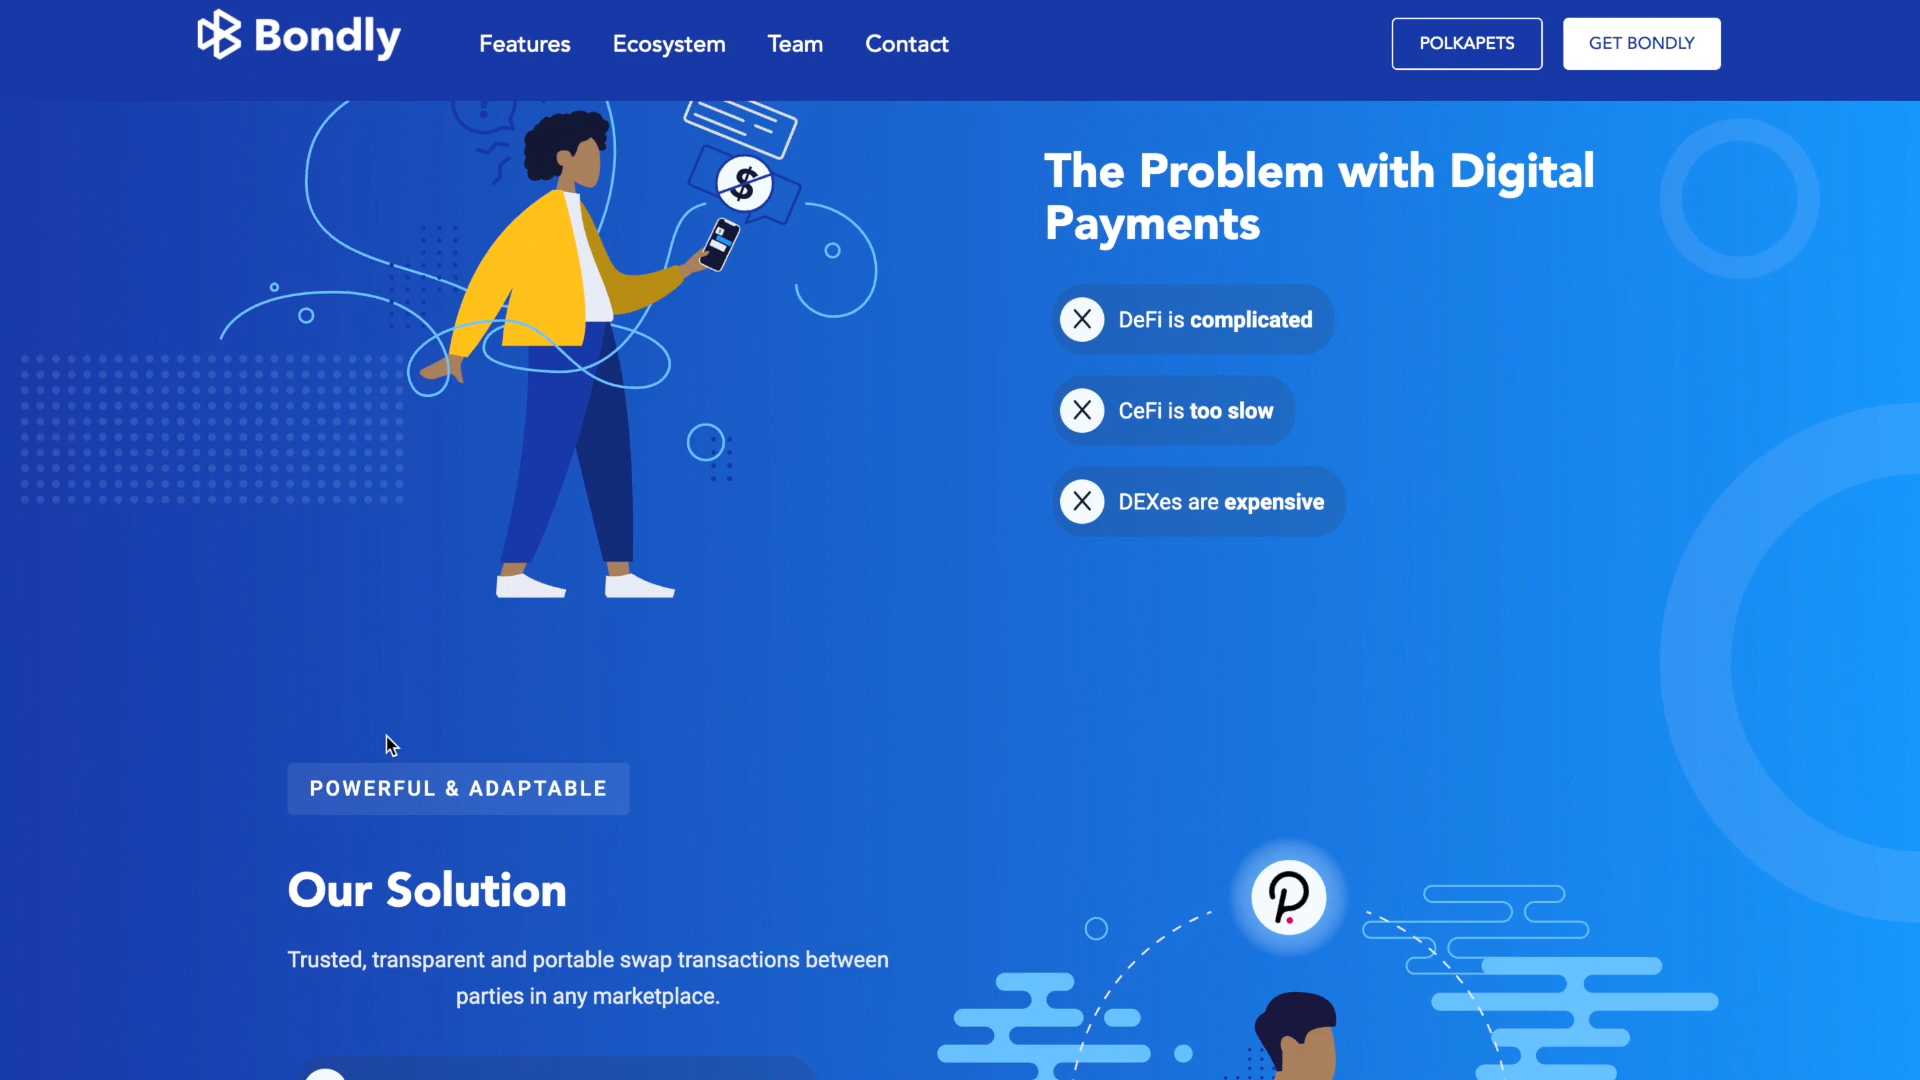 Bondly
Features
Ecosystem
Team
Contact
POLKAPETS
GET BONDLY
The Problem with Digital
Payments
DeFi is complicated
CeFi is too slow
DEXes are expensive
POWERFUL & ADAPTABLE
Our Solution
Trusted, transparent and portable swap transactions between
parties in any marketplace.